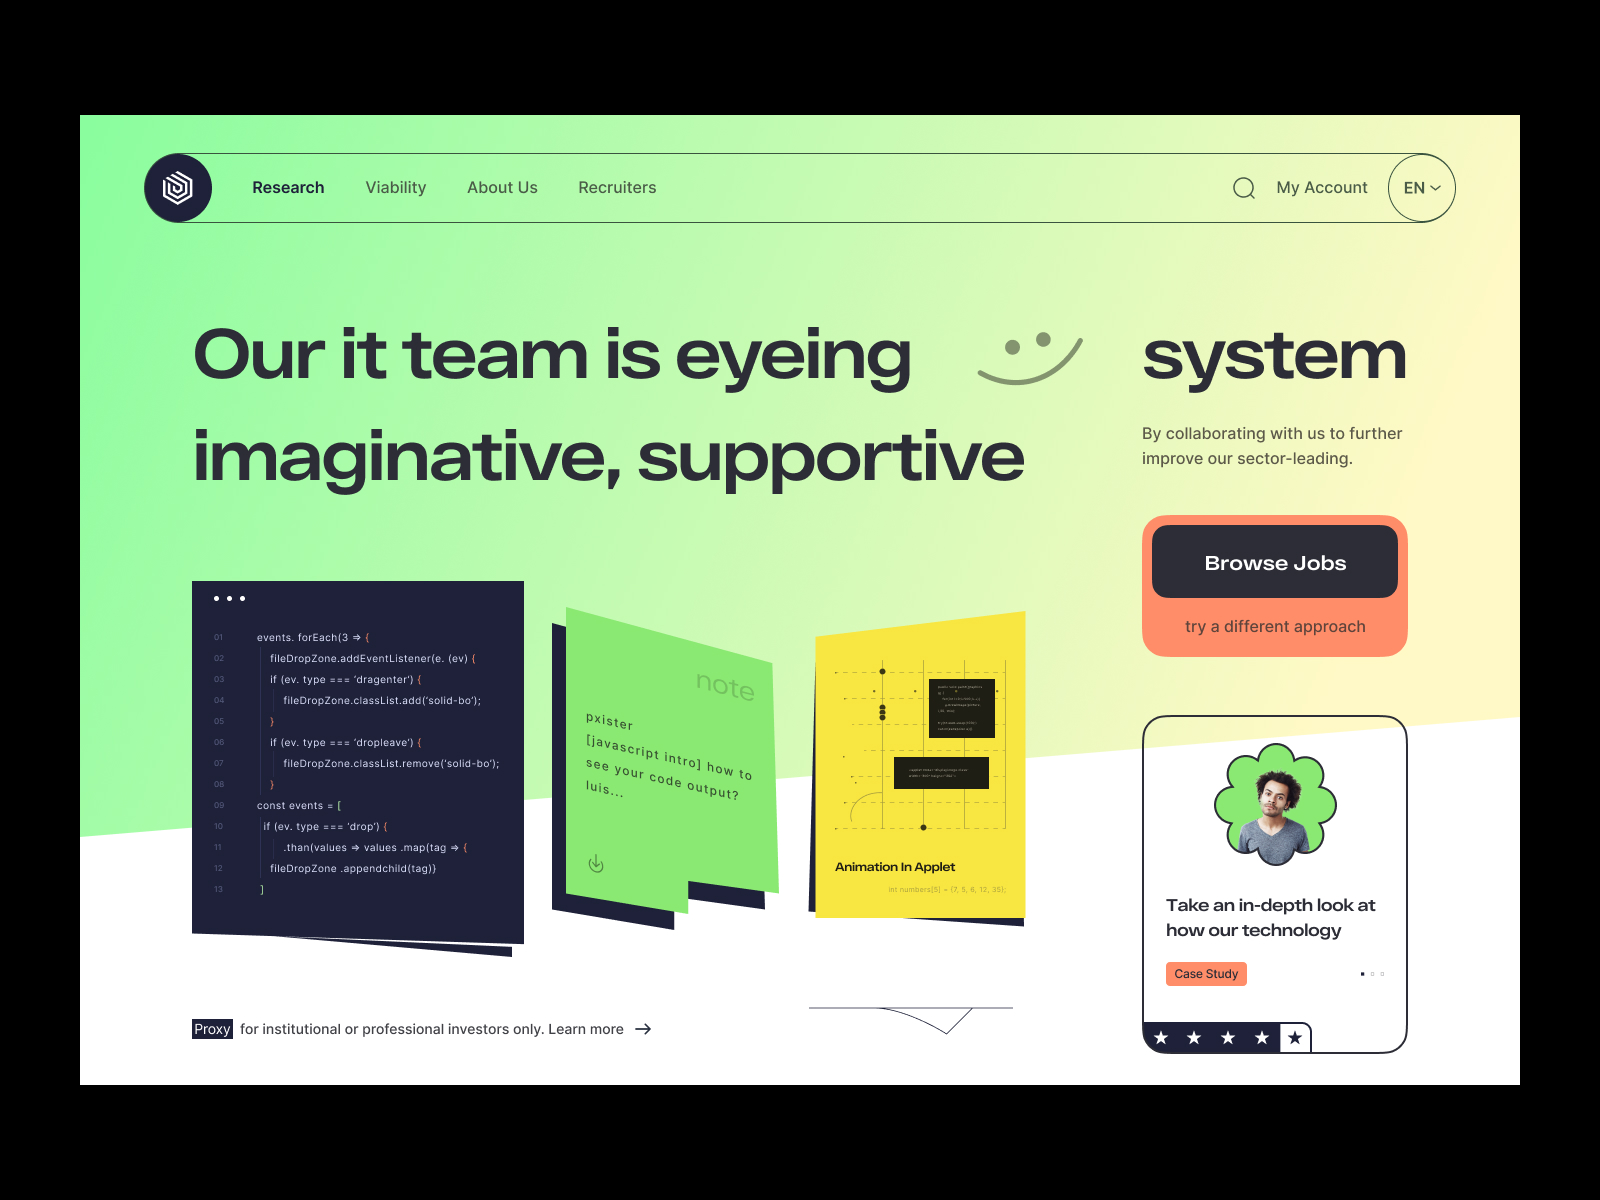 Research Viability About Us Recruiters My Account EN
Our it team is eyeing system
imaginative, supportive
By collaborating with us to further
improve our sector-leading.
Browse Jobs
try a different approach
01 events. forEach(3 => {
02 fileDropZone.addEventListener(e. (ev) {
03 if (ev. type === ‘dragenter’) {
04 fileDropZone.classList.add(‘solid-bo’);
05 }
06 if (ev. type === ‘dropleave’) {
07 fileDropZone.classList.remove(‘solid-bo’);
08 }
09 const events = [
10 if (ev. type === ‘drop’) {
11 .than(values => values .map(tag => {
12 fileDropZone .appendchild(tag)}
13 ]
note
pxister
[javascript intro] how to
see your code output?
luis...
Animation In Applet
int numbers[5] = {7, 5, 6, 12, 35};
Take an in-depth look at
how our technology
Case Study
Proxy for institutional or professional investors only. Learn more